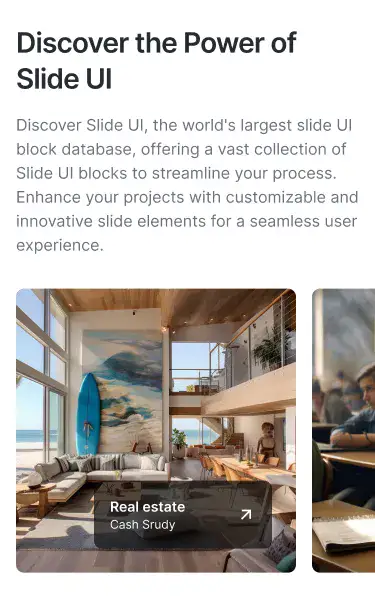 Discover the Power of
Slide UI
Discover Slide UI, the world's largest slide UI
block database, offering a vast collection of
Slide UI blocks to streamline your process.
Enhance your projects with customizable and
innovative slide elements for a seamless user
experience.
Real estate
Cash Srudy